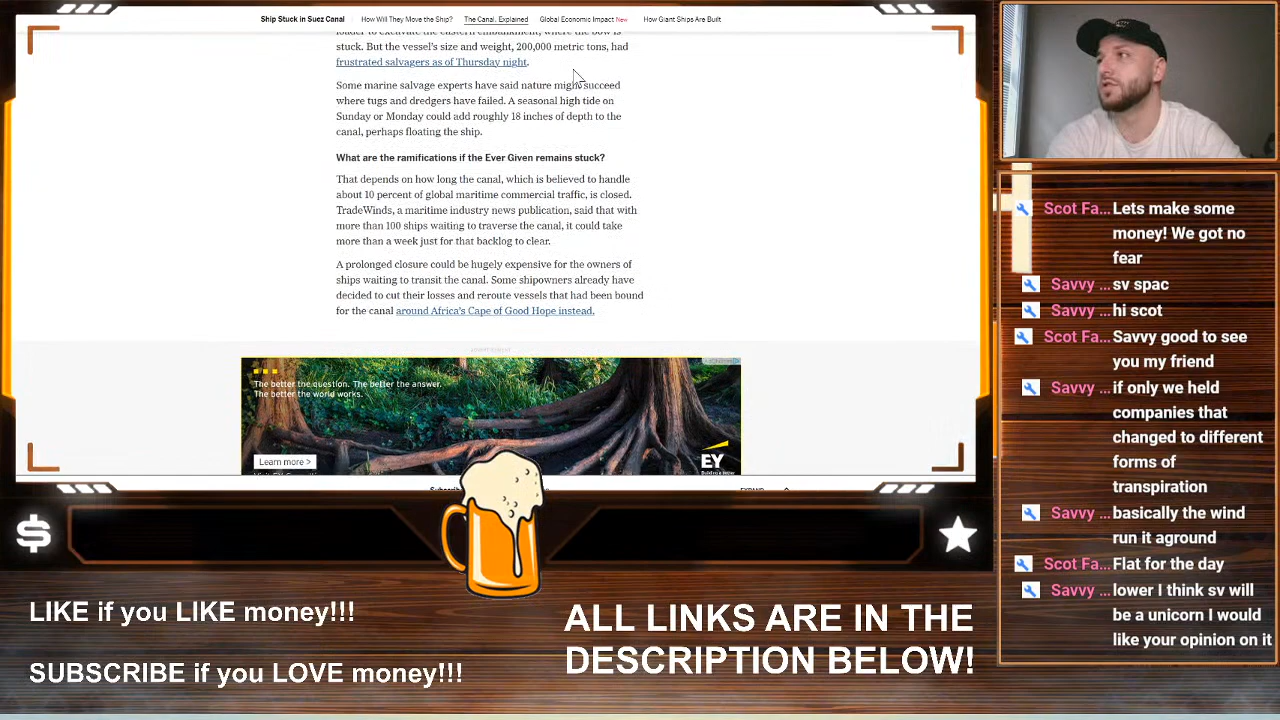 Ship Stuck in Suez Canal How Will They Move the Ship? The Canal, Explained Global Economic Impact New How Giant Ships Are Built
loader to excavate the eastern embankment, where the bow is
stuck. But the vessel's size and weight, 200,000 metric tons, had
frustrated salvagers as of Thursday night.
Some marine salvage experts have said nature might succeed
where tugs and dredgers have failed. A seasonal high tide on
Sunday or Monday could add roughly 18 inches of depth to the
canal, perhaps floating the ship.
What are the ramifications if the Ever Given remains stuck?
That depends on how long the canal, which is believed to handle
about 10 percent of global maritime commercial traffic, is closed.
TradeWinds, a maritime industry news publication, said that with
more than 100 ships waiting to traverse the canal, it could take
more than a week just for that backlog to clear.
A prolonged closure could be hugely expensive for the owners of
ships waiting to transit the canal. Some shipowners already have
decided to cut their losses and reroute vessels that had been bound
for the canal around Africa's Cape of Good Hope instead.
ADVERTISEMENT
The better the question. The better the answer.
The better the world works.
Learn more >
EY
LIKE if you LIKE money!!!
SUBSCRIBE if you LOVE money!!!
ALL LINKS ARE IN THE
DESCRIPTION BELOW!
Scot Fa... Lets make some
money! We got no
fear
Savvy ... sv spac
Savvy ... hi scot
Scot Fa... Savvy good to see
you my friend
Savvy ... if only we held
companies that
changed to different
forms of
transpiration
Savvy ... basically the wind
run it aground
Scot Fa... Flat for the day
Savvy ... lower I think sv will
be a unicorn I would
like your opinion on it